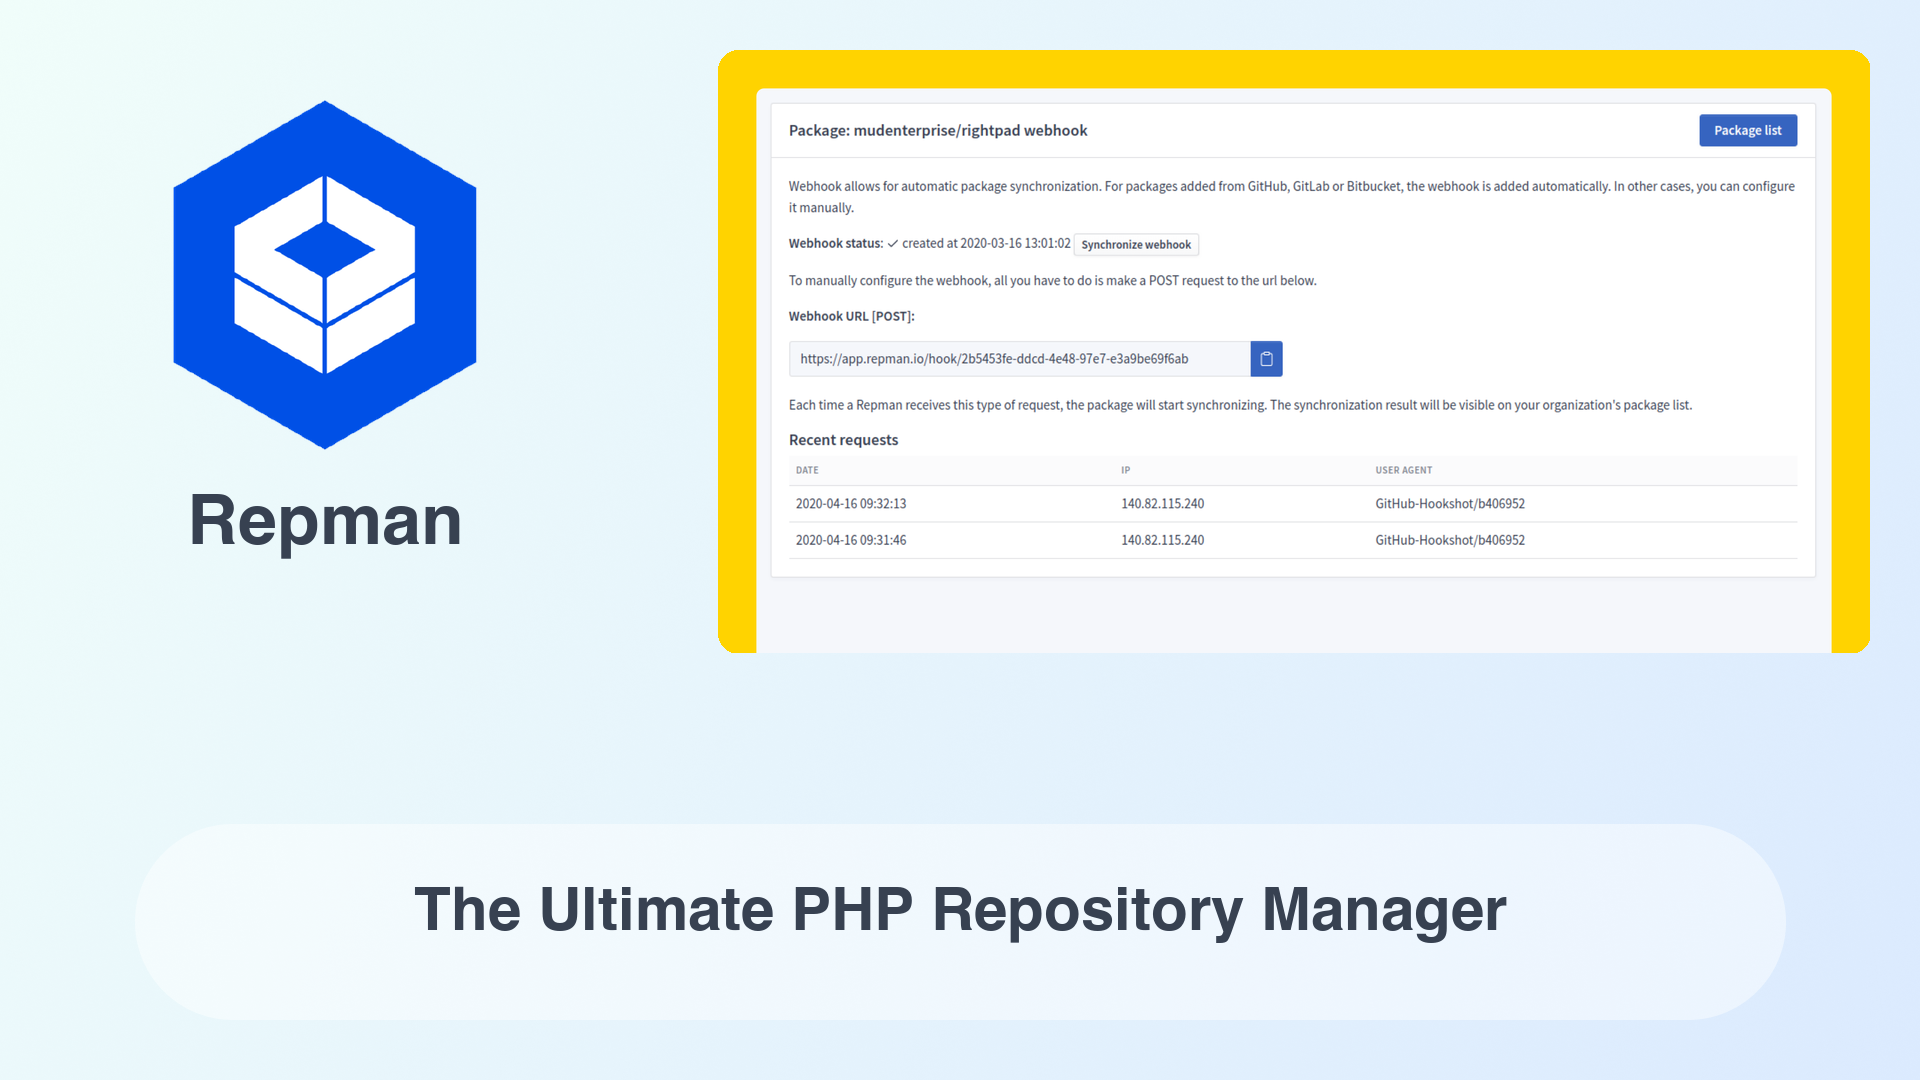 Repman
Package: mudenterprise/rightpad webhook
Package list
Webhook allows for automatic package synchronization. For packages added from GitHub, GitLab or Bitbucket, the webhook is added automatically. In other cases, you can configure
it manually.
Webhook status: ✓ created at 2020-03-16 13:01:02 Synchronize webhook
To manually configure the webhook, all you have to do is make a POST request to the url below.
Webhook URL [POST]:
https://app.repman.io/hook/2b5453fe-ddcd-4e48-97e7-e3a9be69f6ab
Each time a Repman receives this type of request, the package will start synchronizing. The synchronization result will be visible on your organization's package list.
Recent requests
DATE IP USER AGENT
2020-04-16 09:32:13 140.82.115.240 GitHub-Hookshot/b406952
2020-04-16 09:31:46 140.82.115.240 GitHub-Hookshot/b406952
The Ultimate PHP Repository Manager